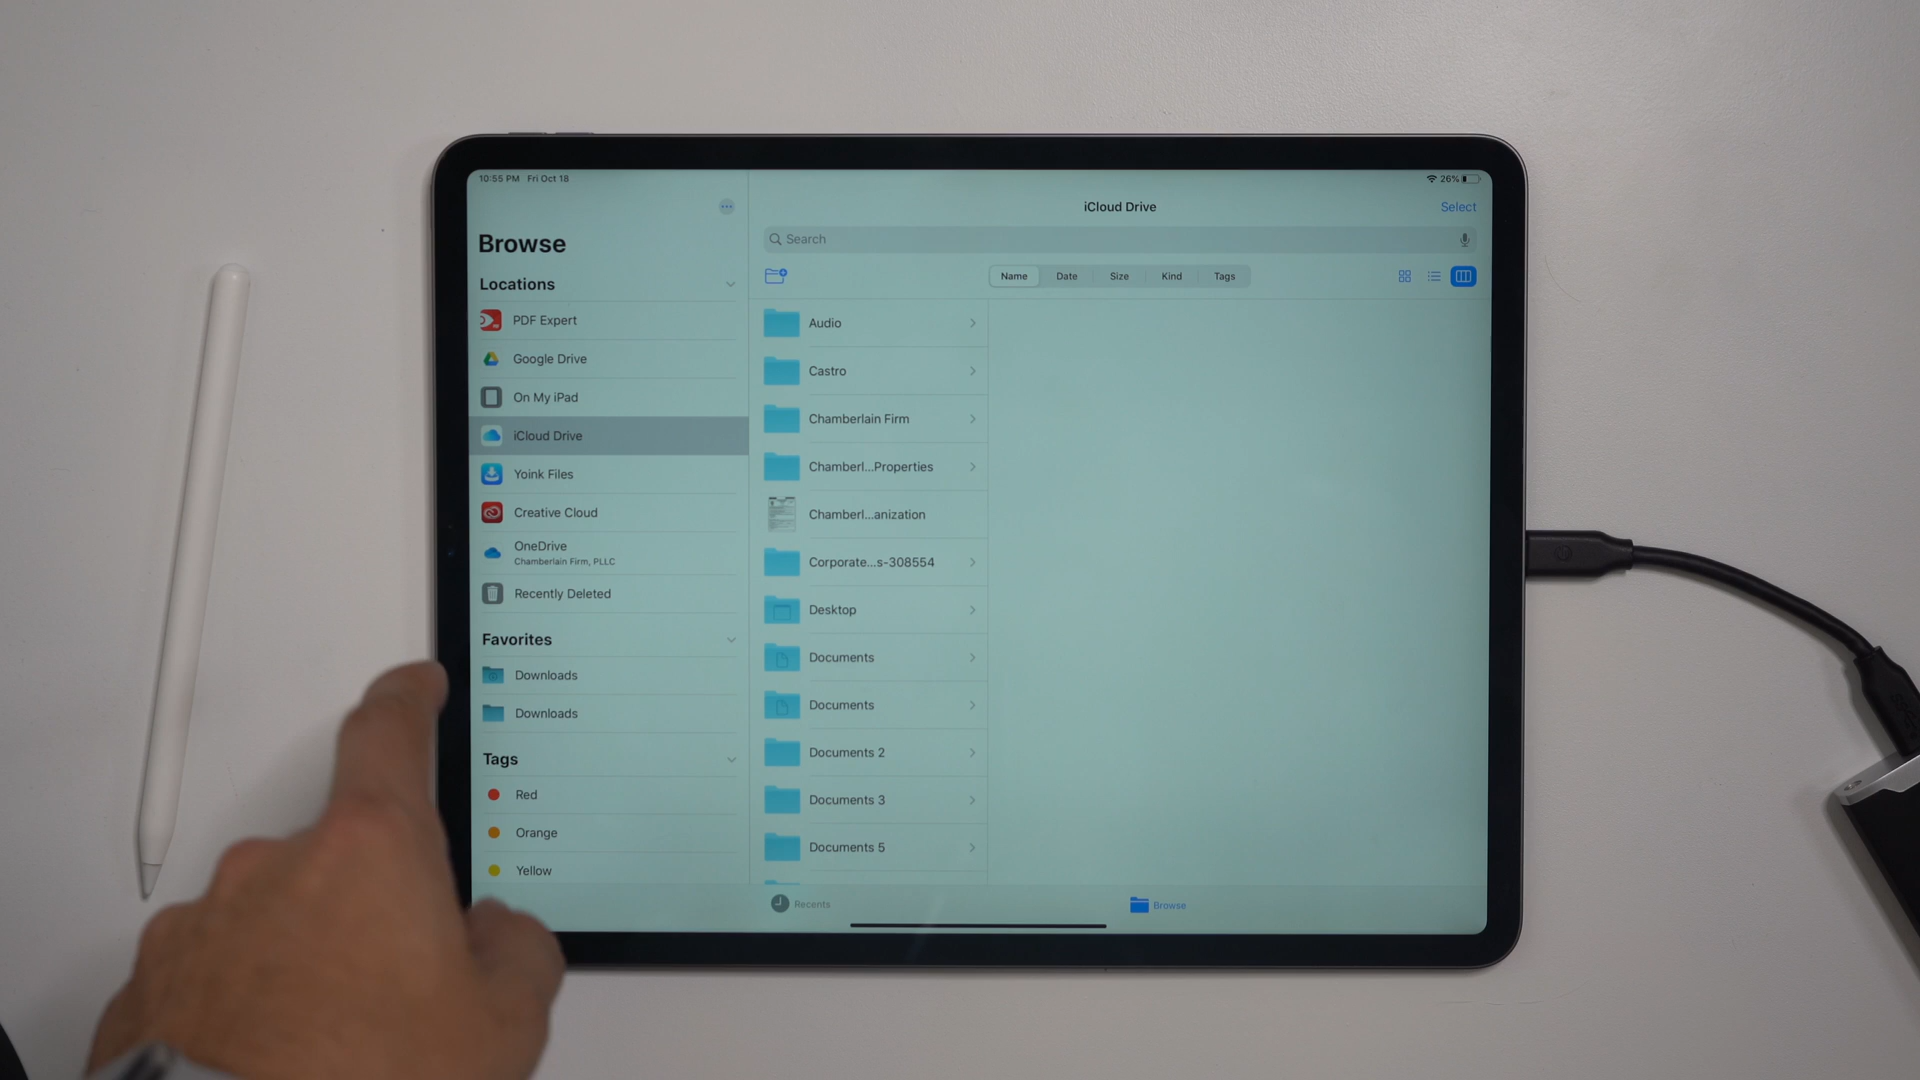 10:55 PM Fri Oct 18
26%
Browse
Locations
PDF Expert
Google Drive
On My iPad
iCloud Drive
Yoink Files
Creative Cloud
OneDrive
Chamberlain Firm, PLLC
Recently Deleted
Favorites
Downloads
Downloads
Tags
Red
Orange
Yellow
iCloud Drive
Select
Search
Name Date Size Kind Tags
Audio
Castro
Chamberlain Firm
Chamberl...Properties
Chamberl...anization
Corporate...s-308554
Desktop
Documents
Documents
Documents 2
Documents 3
Documents 5
Recents
Browse